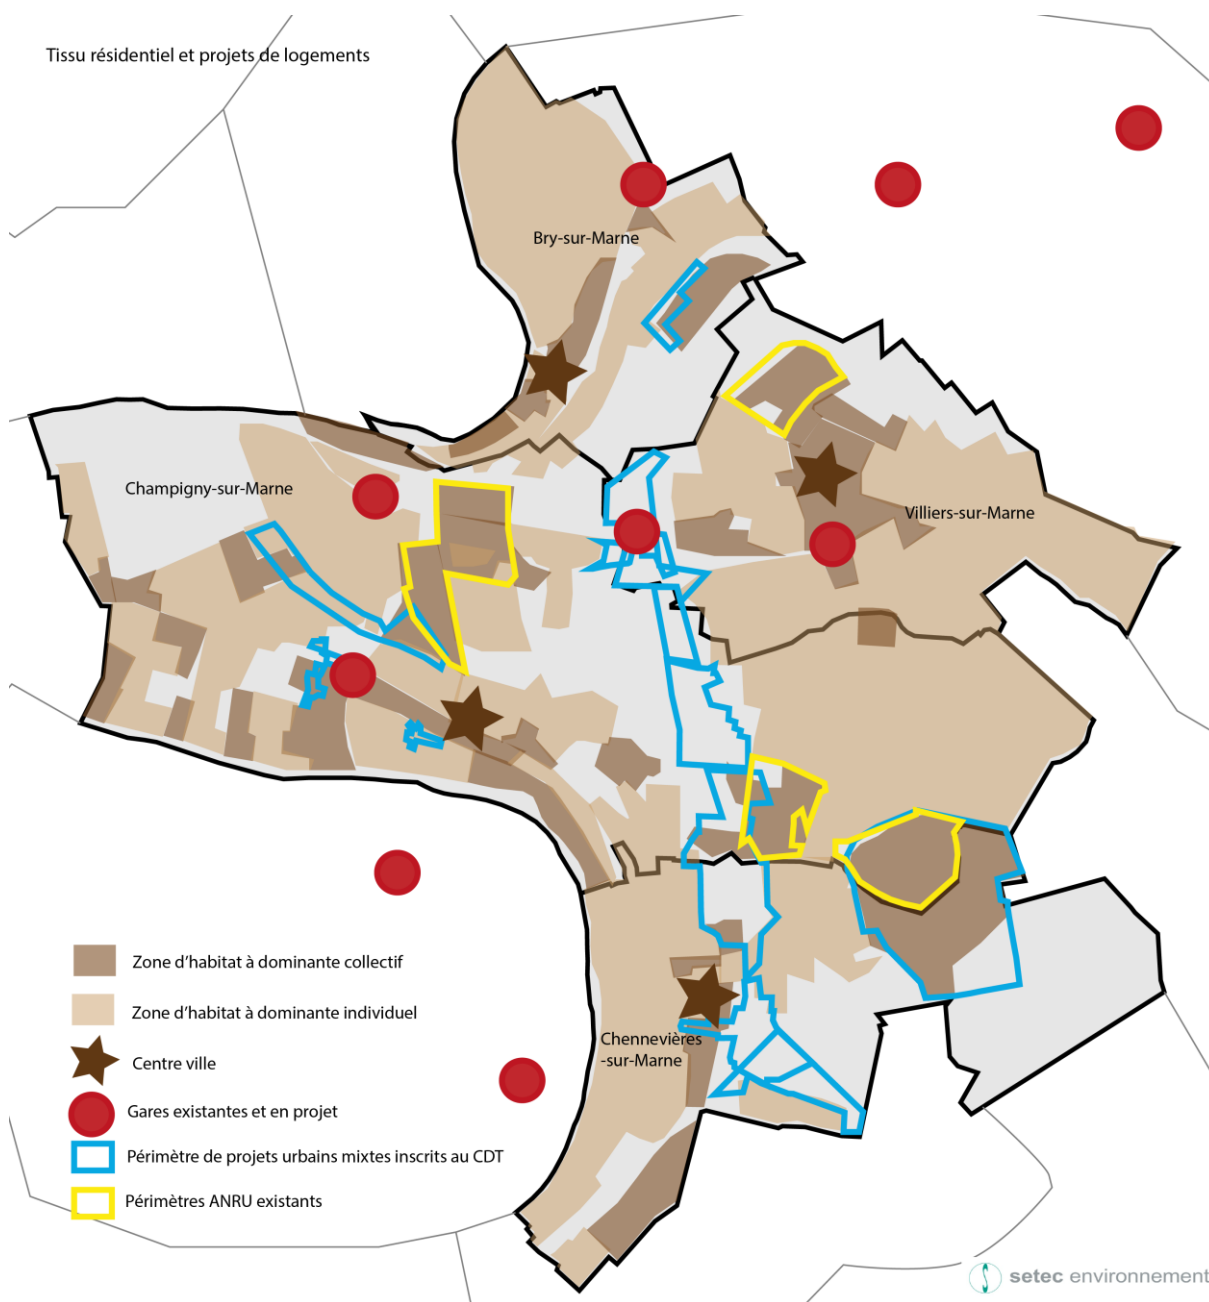 Tissu résidentiel et projets de logements
Bry-sur-Marne
Champigny-sur-Marne
Villiers-sur-Marne
Chennevières
-sur-Marne
Zone d'habitat à dominante collectif
Zone d'habitat à dominante individuel
Centre ville
Gares existantes et en projet
Périmètre de projets urbains mixtes inscrits au CDT
Périmètres ANRU existants
setec environnement